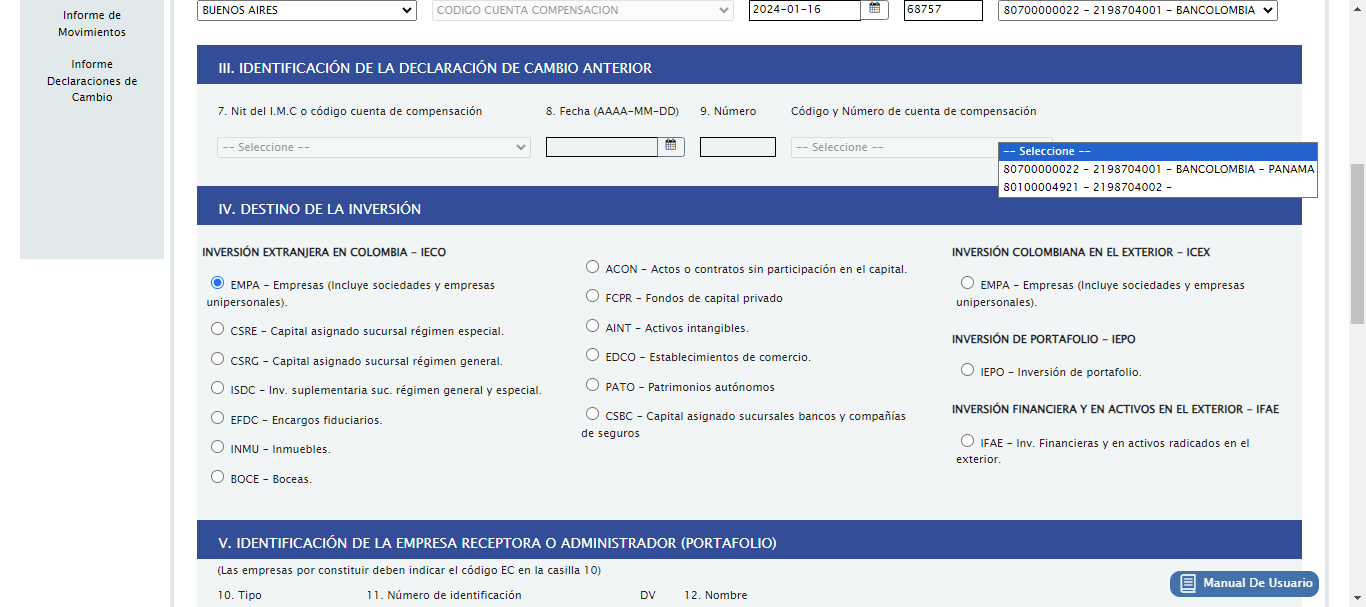 Informe de
Movimientos
Informe
Declaraciones de
Cambio
BUENOS AIRES
CODIGO CUENTA COMPENSACION
2024-01-16
68757
80700000022 - 2198704001 - BANCOLOMBIA
III. IDENTIFICACIÓN DE LA DECLARACIÓN DE CAMBIO ANTERIOR
7. Nit del I.M.C o código cuenta de compensación
8. Fecha (AAAA-MM-DD)
9. Número
Código y Número de cuenta de compensación
-- Seleccione --
-- Seleccione --
-- Seleccione --
80700000022 - 2198704001 - BANCOLOMBIA - PANAMA
80100004921 - 2198704002 -
IV. DESTINO DE LA INVERSIÓN
INVERSIÓN EXTRANJERA EN COLOMBIA - IECO
EMPA - Empresas (Incluye sociedades y empresas
unipersonales).
CSRE - Capital asignado sucursal régimen especial.
CSRG - Capital asignado sucursal régimen general.
ISDC - Inv. suplementaria suc. régimen general y especial.
EFDC - Encargos fiduciarios.
INMU - Inmuebles.
BOCE - Boceas.
ACON - Actos o contratos sin participación en el capital.
FCPR - Fondos de capital privado
AINT - Activos intangibles.
EDCO - Establecimientos de comercio.
PATO - Patrimonios autónomos
CSBC - Capital asignado sucursales bancos y compañías
de seguros
INVERSIÓN COLOMBIANA EN EL EXTERIOR - ICEX
EMPA - Empresas (Incluye sociedades y empresas
unipersonales).
INVERSIÓN DE PORTAFOLIO - IEPO
IEPO - Inversión de portafolio.
INVERSIÓN FINANCIERA Y EN ACTIVOS EN EL EXTERIOR - IFAE
IFAE - Inv. Financieras y en activos radicados en el
exterior.
V. IDENTIFICACIÓN DE LA EMPRESA RECEPTORA O ADMINISTRADOR (PORTAFOLIO)
(Las empresas por constituir deben indicar el código EC en la casilla 10)
10. Tipo
11. Número de identificación
DV
12. Nombre
Manual De Usuario